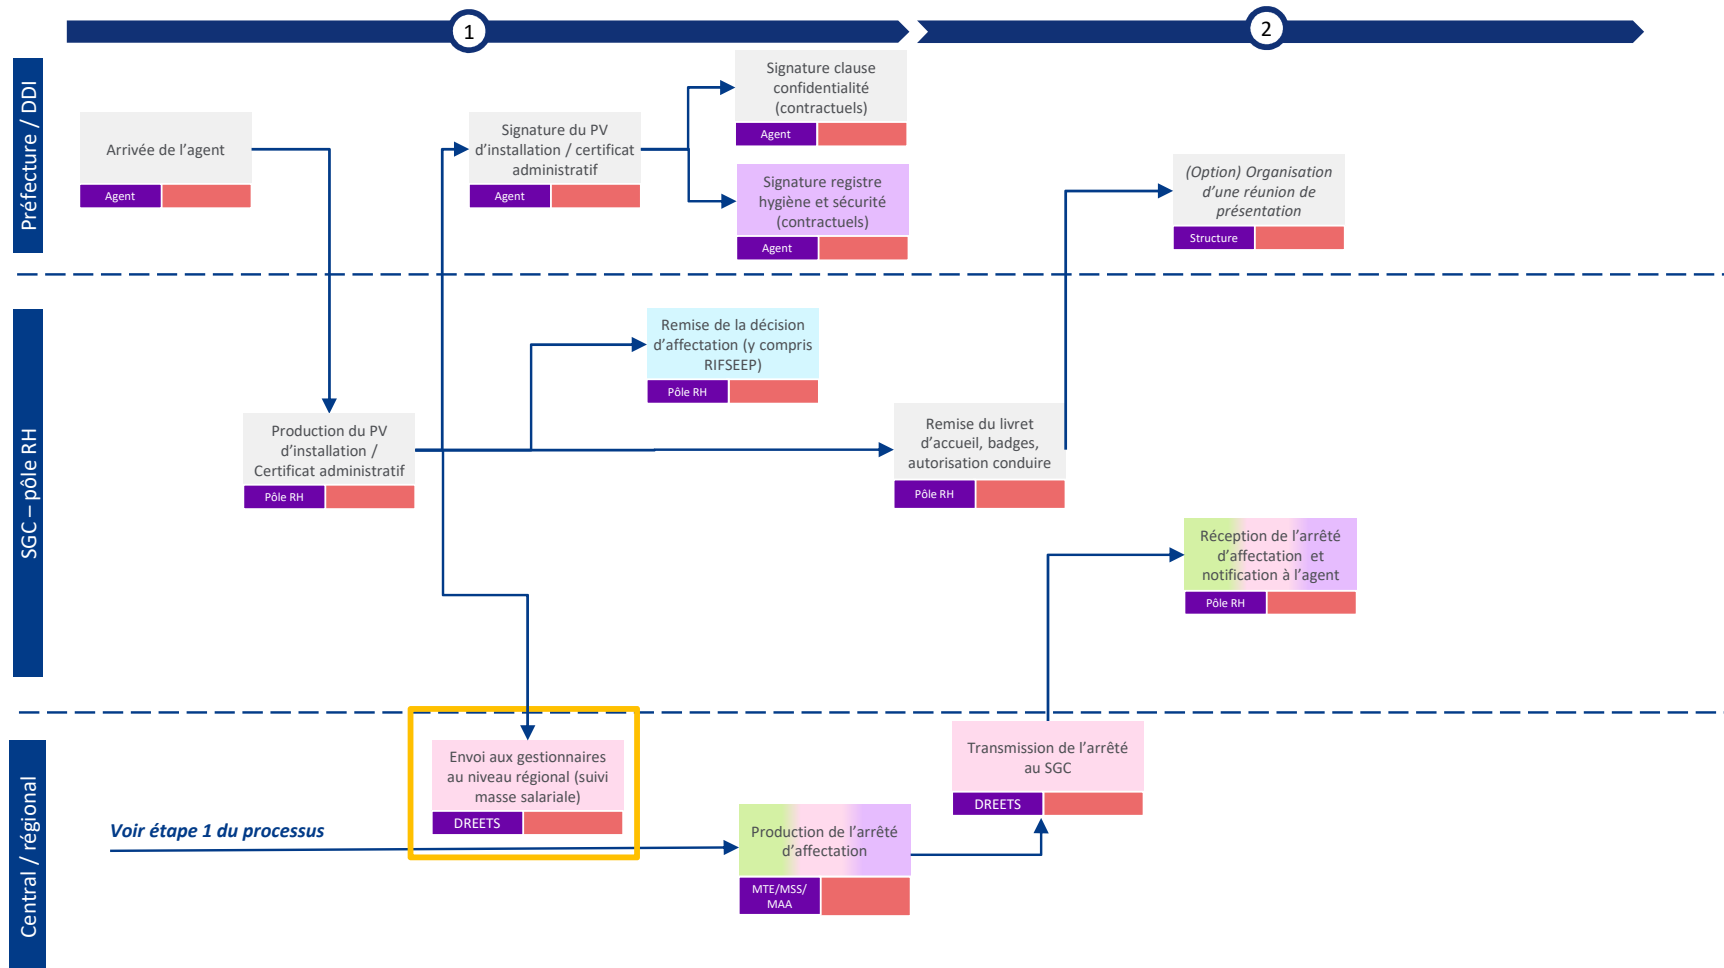 1
2
Préfecture / DDI
Arrivée de l'agent
Agent
Signature du PV
d'installation / certificat
administratif
Agent
Signature clause
confidentialité
(contractuels)
Agent
Signature registre
hygiène et sécurité
(contractuels)
Agent
(Option) Organisation
d'une réunion de
présentation
Structure
SGC – pôle RH
Remise de la décision
d'affectation (y compris
RIFSEEP)
Pôle RH
Production du PV
d'installation /
Certificat administratif
Pôle RH
Remise du livret
d'accueil, badges,
autorisation conduire
Pôle RH
Réception de l'arrêté
d'affectation et
notification à l'agent
Pôle RH
Central / régional
Envoi aux gestionnaires
au niveau régional (suivi
masse salariale)
DREETS
Transmission de l'arrêté
au SGC
DREETS
Voir étape 1 du processus
Production de l'arrêté
d'affectation
MTE/MSS/
MAA